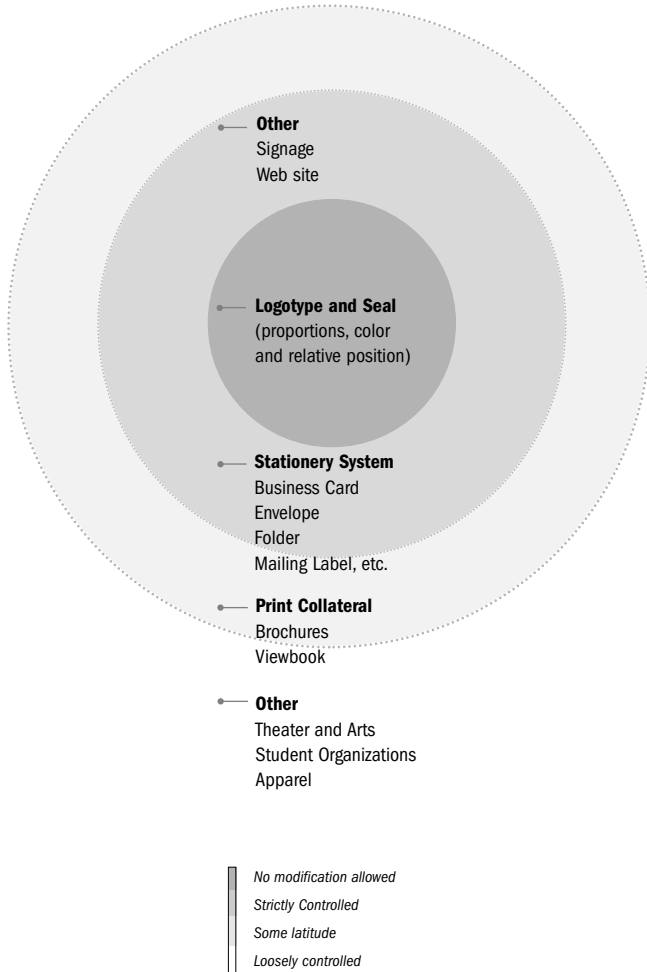 Other
Signage
Web site
Logotype and Seal
(proportions, color
and relative position)
Stationery System
Business Card
Envelope
Folder
Mailing Label, etc.
Print Collateral
Brochures
Viewbook
Other
Theater and Arts
Student Organizations
Apparel
No modification allowed
Strictly Controlled
Some latitude
Loosely controlled